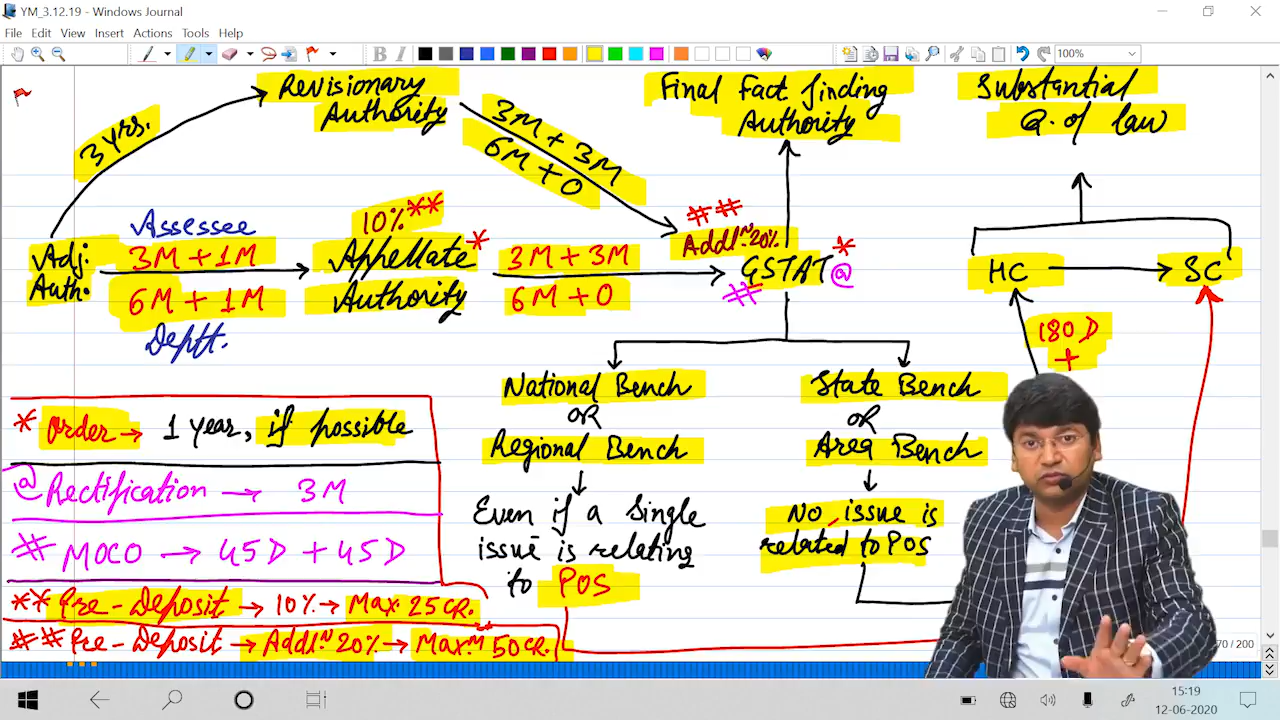 YM_3.12.19 - Windows Journal
File Edit View Insert Actions Tools Help
B I
100%
Revisionary
Authority
3 yrs.
3M + 3M
6M + 0
Final Fact finding
Authority
Substantial
Q. of law
Assessee
3M + 1M
6M + 1M
Deptt.
Adj.
Auth.
10%**
Appellate*
Authority
3M + 3M
6M + 0
##
Addl.N 20%
GSTAT*
@
#
HC
SC
180 D
+
National Bench
OR
Regional Bench
Even if a Single
issue is relating
to POS
State Bench
OR
Area Bench
No, issue is
related to POS
* Order → 1 year, if possible
@ Rectification → 3M
# MOCO → 45D + 45D
** Pre-Deposit → 10% → Max. 25 CR.
## Pre-Deposit → Addl.N 20% → Max.M 50 CR.
70 / 200
15:19
12-06-2020